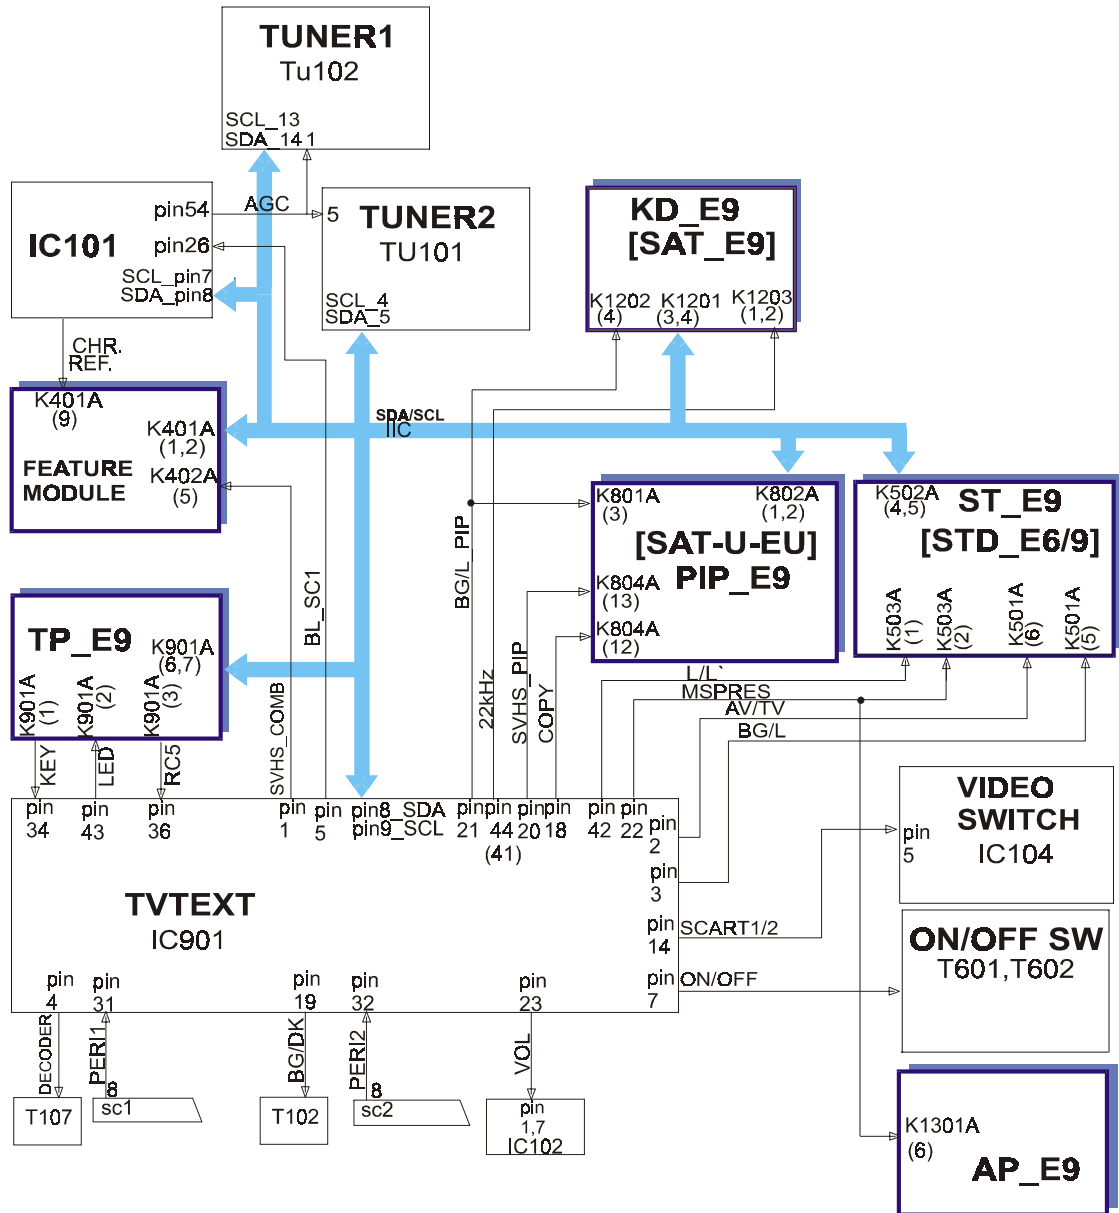 TUNER1
Tu102
SCL_13
SDA_14 1
IC101
pin54
pin26
SCL_pin7
SDA_pin8
AGC
5
TUNER2
TU101
SCL_4
SDA_5
KD_E9
[SAT_E9]
K1202
(4)
K1201
(3,4)
K1203
(1,2)
CHR.
REF.
K401A
(9)
K401A
(1,2)
K402A
(5)
FEATURE
MODULE
SDA/SCL
IIC
K801A
(3)
K802A
(1,2)
[SAT-U-EU]
PIP_E9
K804A
(13)
K804A
(12)
K502A
(4,5)
ST_E9
[STD_E6/9]
K503A
(1)
K503A
(2)
K501A
(6)
K501A
(5)
TP_E9
K901A
(6,7)
K901A
(1)
K901A
(2)
K901A
(3)
KEY
LED
RC5
SVHS_COMB
BL_SC1
BG/L_PIP
22kHz
SVHS_PIP
COPY
L/L`
MSPRES
AV/TV
BG/L
pin
34
pin
43
pin
36
pin
1
pin
5
pin8_SDA
pin9_SCL
pin
21
pin
44
(41)
pin
20
pin
18
pin
42
pin
22
pin
2
pin
3
pin
14
pin
7
TVTEXT
IC901
SCART1/2
ON/OFF
VIDEO
SWITCH
IC104
pin
5
ON/OFF SW
T601,T602
pin
4
pin
31
pin
19
pin
32
pin
23
DECODER
PERI1
BG/DK
PERI2
VOL
T107
8
sc1
T102
8
sc2
pin
1,7
IC102
K1301A
(6)
AP_E9